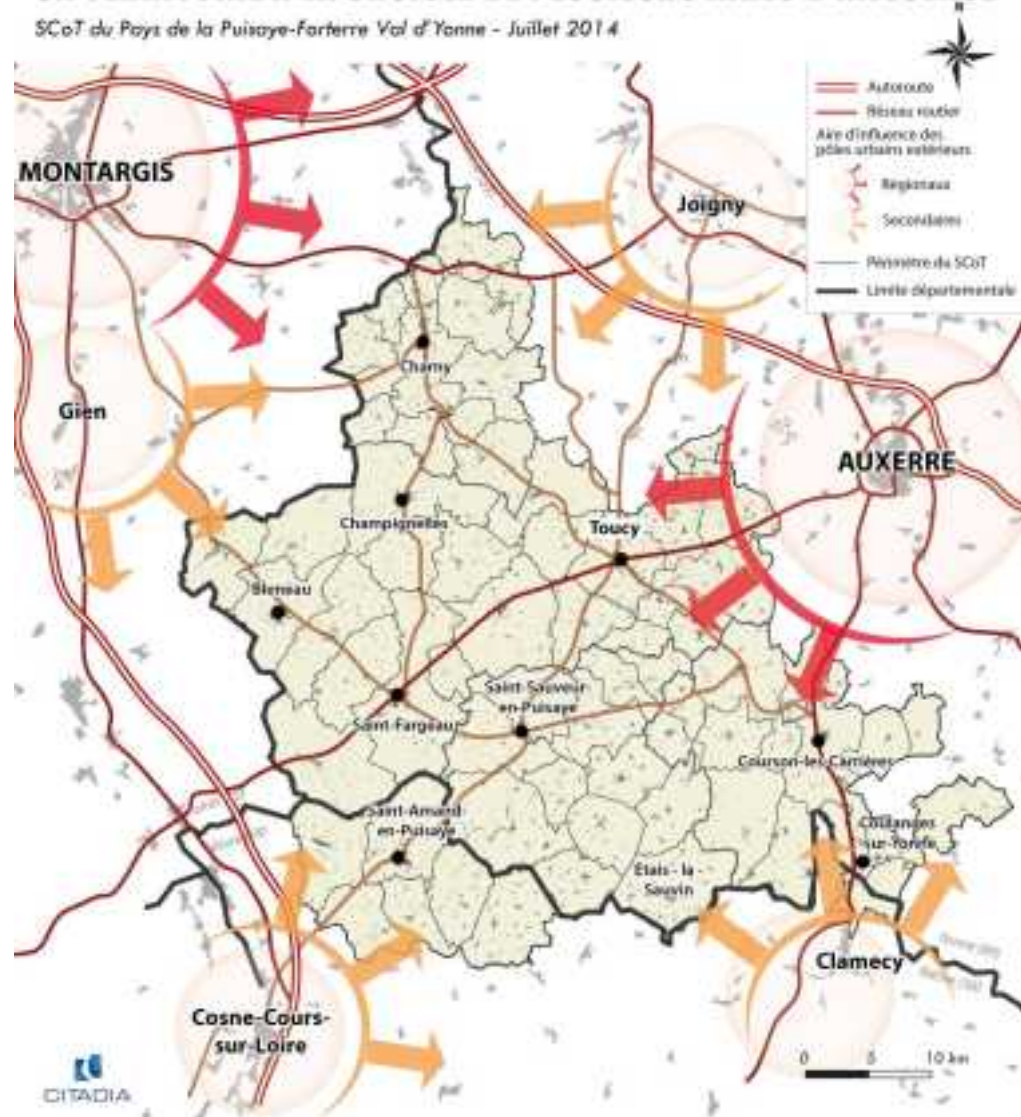 SCoT du Pays de la Puisaye-Forterre Val d'Yonne - Juillet 2014
N
Autoroute
Réseau routier
Aire d'influence des
pôles urbains extérieurs
Régionaux
Secondaires
Périmètre du SCoT
Limite départementale
MONTARGIS
Joigny
Charny
Gien
AUXERRE
Champignelles
Toucy
Bleneau
Saint-Sauveur
en-Puisaye
Saint-Fargeau
Courson-les-Carrières
Saint-Amand
en-Puisaye
Coulanges
sur-Yonne
Etais - la -
Sauvin
Clamecy
Cosne-Cours-
sur-Loire
0 5 10 km
CITADIA